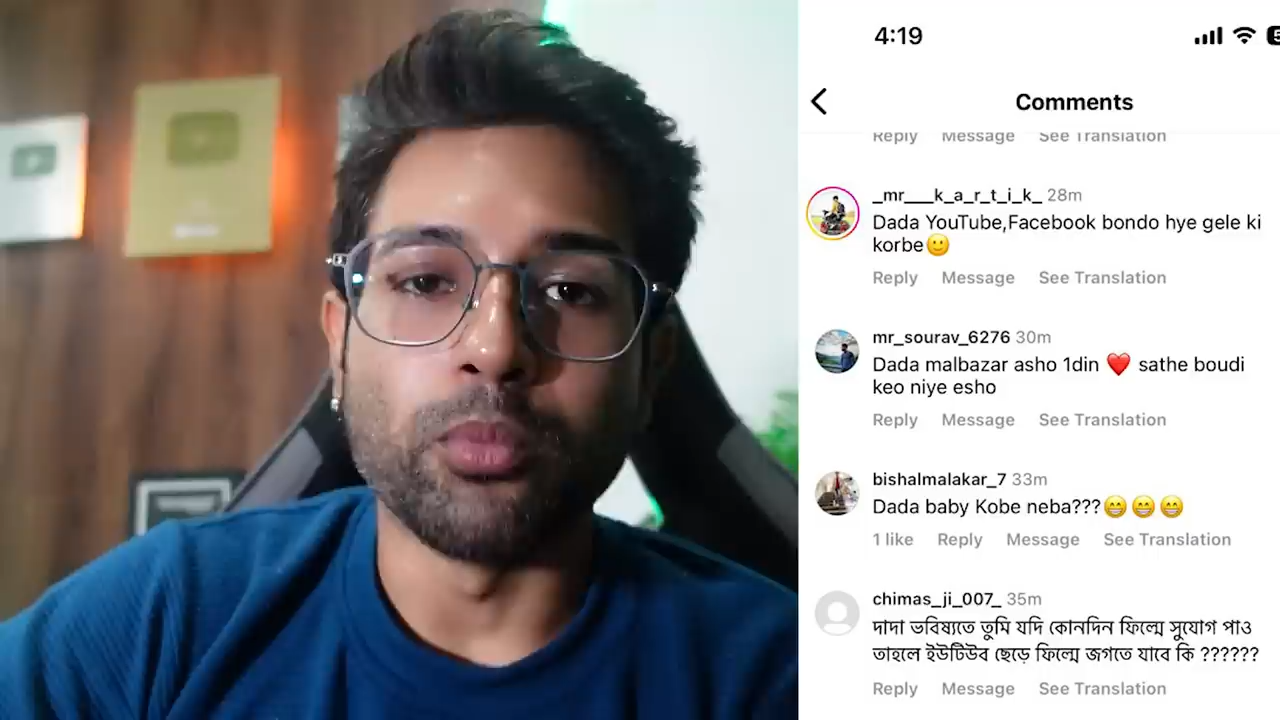 4:19
Comments
Reply Message See Translation
_mr___k_a_r_t_i_k_ 28m
Dada YouTube,Facebook bondo hye gele ki
korbe🙂
Reply Message See Translation
mr_sourav_6276 30m
Dada malbazar asho 1din ❤️ sathe boudi
keo niye esho
Reply Message See Translation
bishalmalakar_7 33m
Dada baby Kobe neba???😁😁😁
1 like Reply Message See Translation
chimas_ji_007_ 35m
দাদা ভবিষ্যতে তুমি যদি কোনদিন ফিল্মে সুযোগ পাও
তাহলে ইউটিউব ছেড়ে ফিল্মে জগতে যাবে কি ??????
Reply Message See Translation